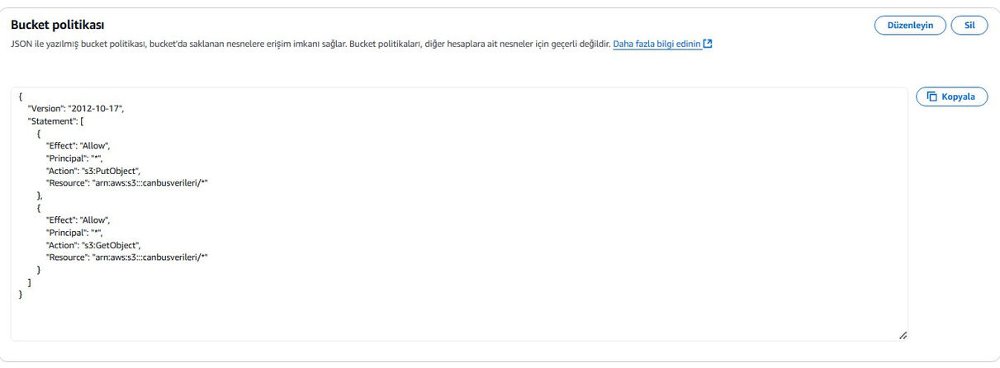 Bucket politikası
Düzenleyin
Sil
JSON ile yazılmış bucket politikası, bucket'da saklanan nesnelere erişim imkanı sağlar. Bucket politikaları, diğer hesaplara ait nesneler için geçerli değildir. Daha fazla bilgi edinin
Kopyala
{
"Version": "2012-10-17",
"Statement": [
{
"Effect": "Allow",
"Principal": "*",
"Action": "s3:PutObject",
"Resource": "arn:aws:s3:::canbusverileri/*"
},
{
"Effect": "Allow",
"Principal": "*",
"Action": "s3:GetObject",
"Resource": "arn:aws:s3:::canbusverileri/*"
}
]
}